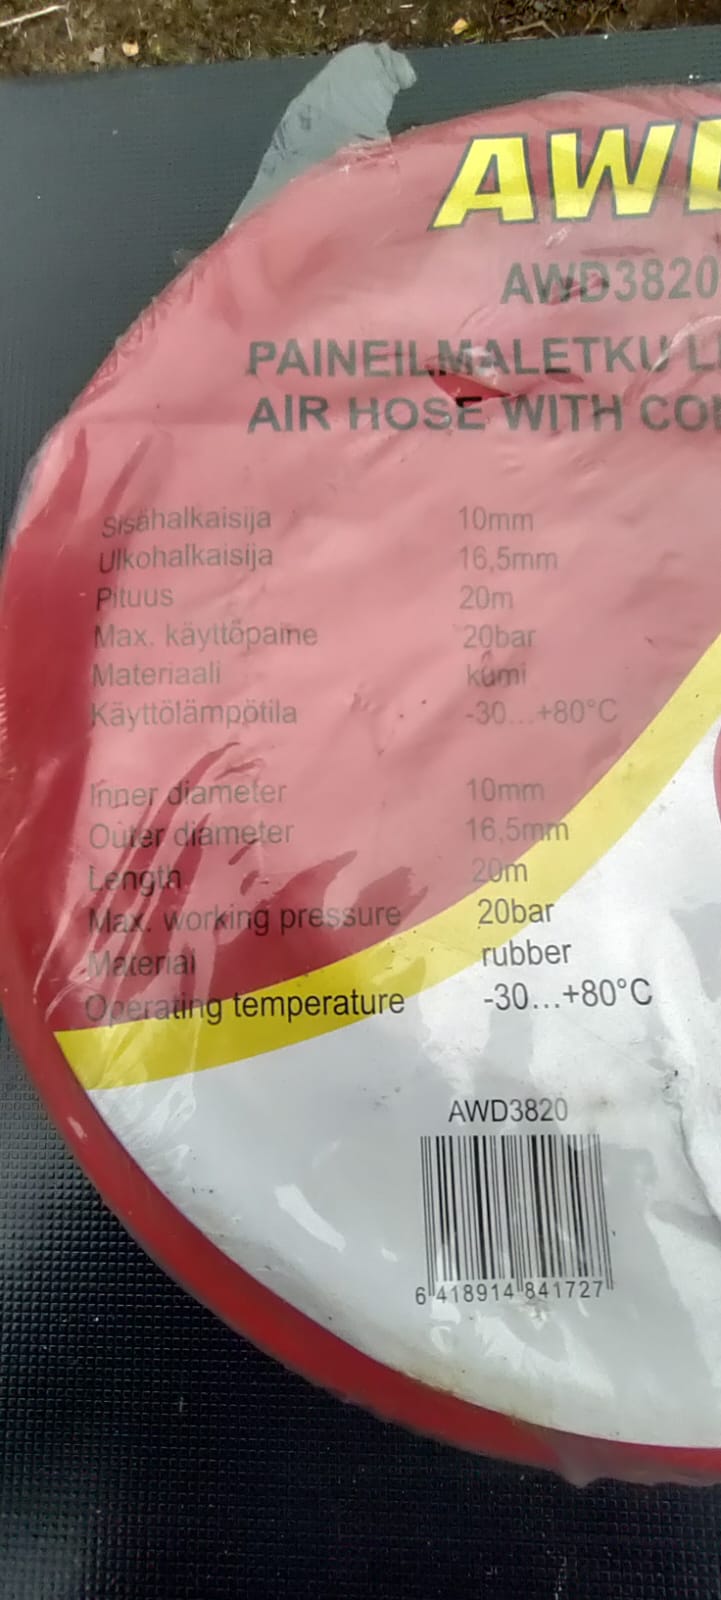 AWD
AWD3820
PAINEILMALETKU
AIR HOSE WITH
Sisähalkaisija 10mm
Ulkohalkaisija 16,5mm
Pituus 20m
Max. käyttöpaine 20bar
Materiaali kumi
Käyttölämpötila -30...+80°C
Inner diameter 10mm
Outer diameter 16,5mm
Length 20m
Max. working pressure 20bar
Material rubber
Operating temperature -30...+80°C
AWD3820
6 418914 841727